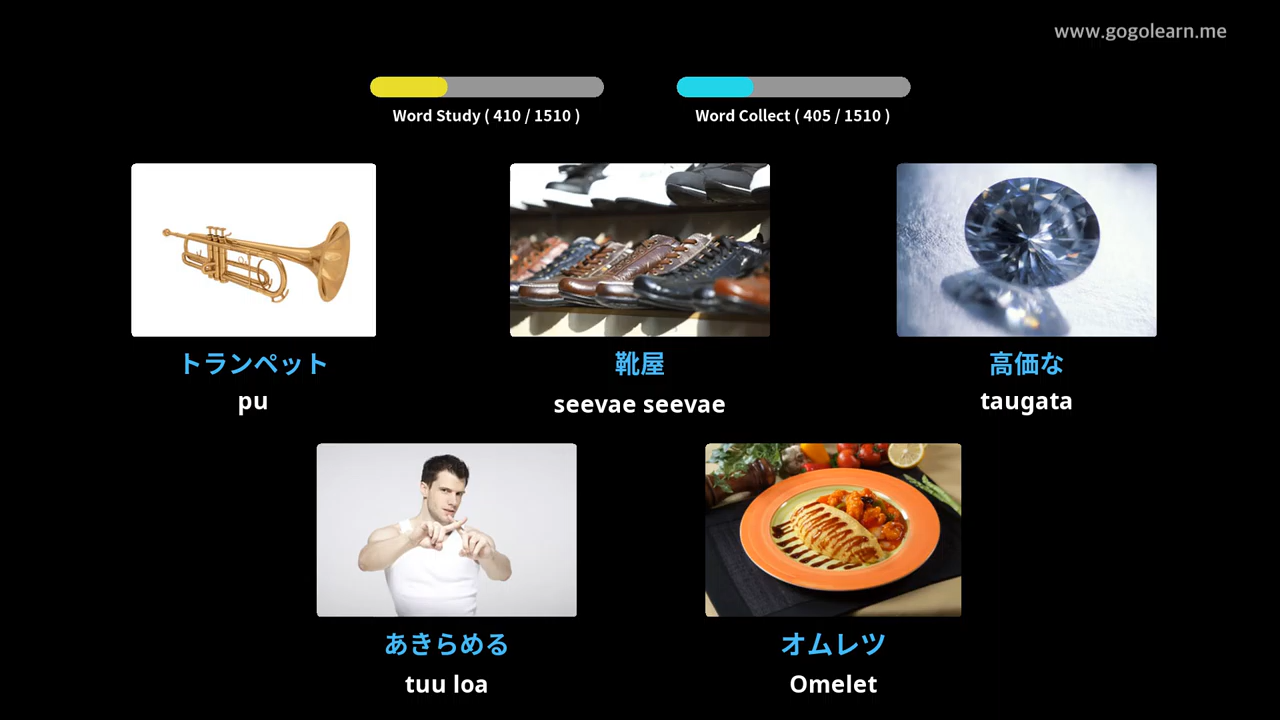 www.gogolearn.me
Word Study ( 410 / 1510 )
Word Collect ( 405 / 1510 )
トランペット
pu
靴屋
seevae seevae
高価な
taugata
あきらめる
tuu loa
オムレツ
Omelet